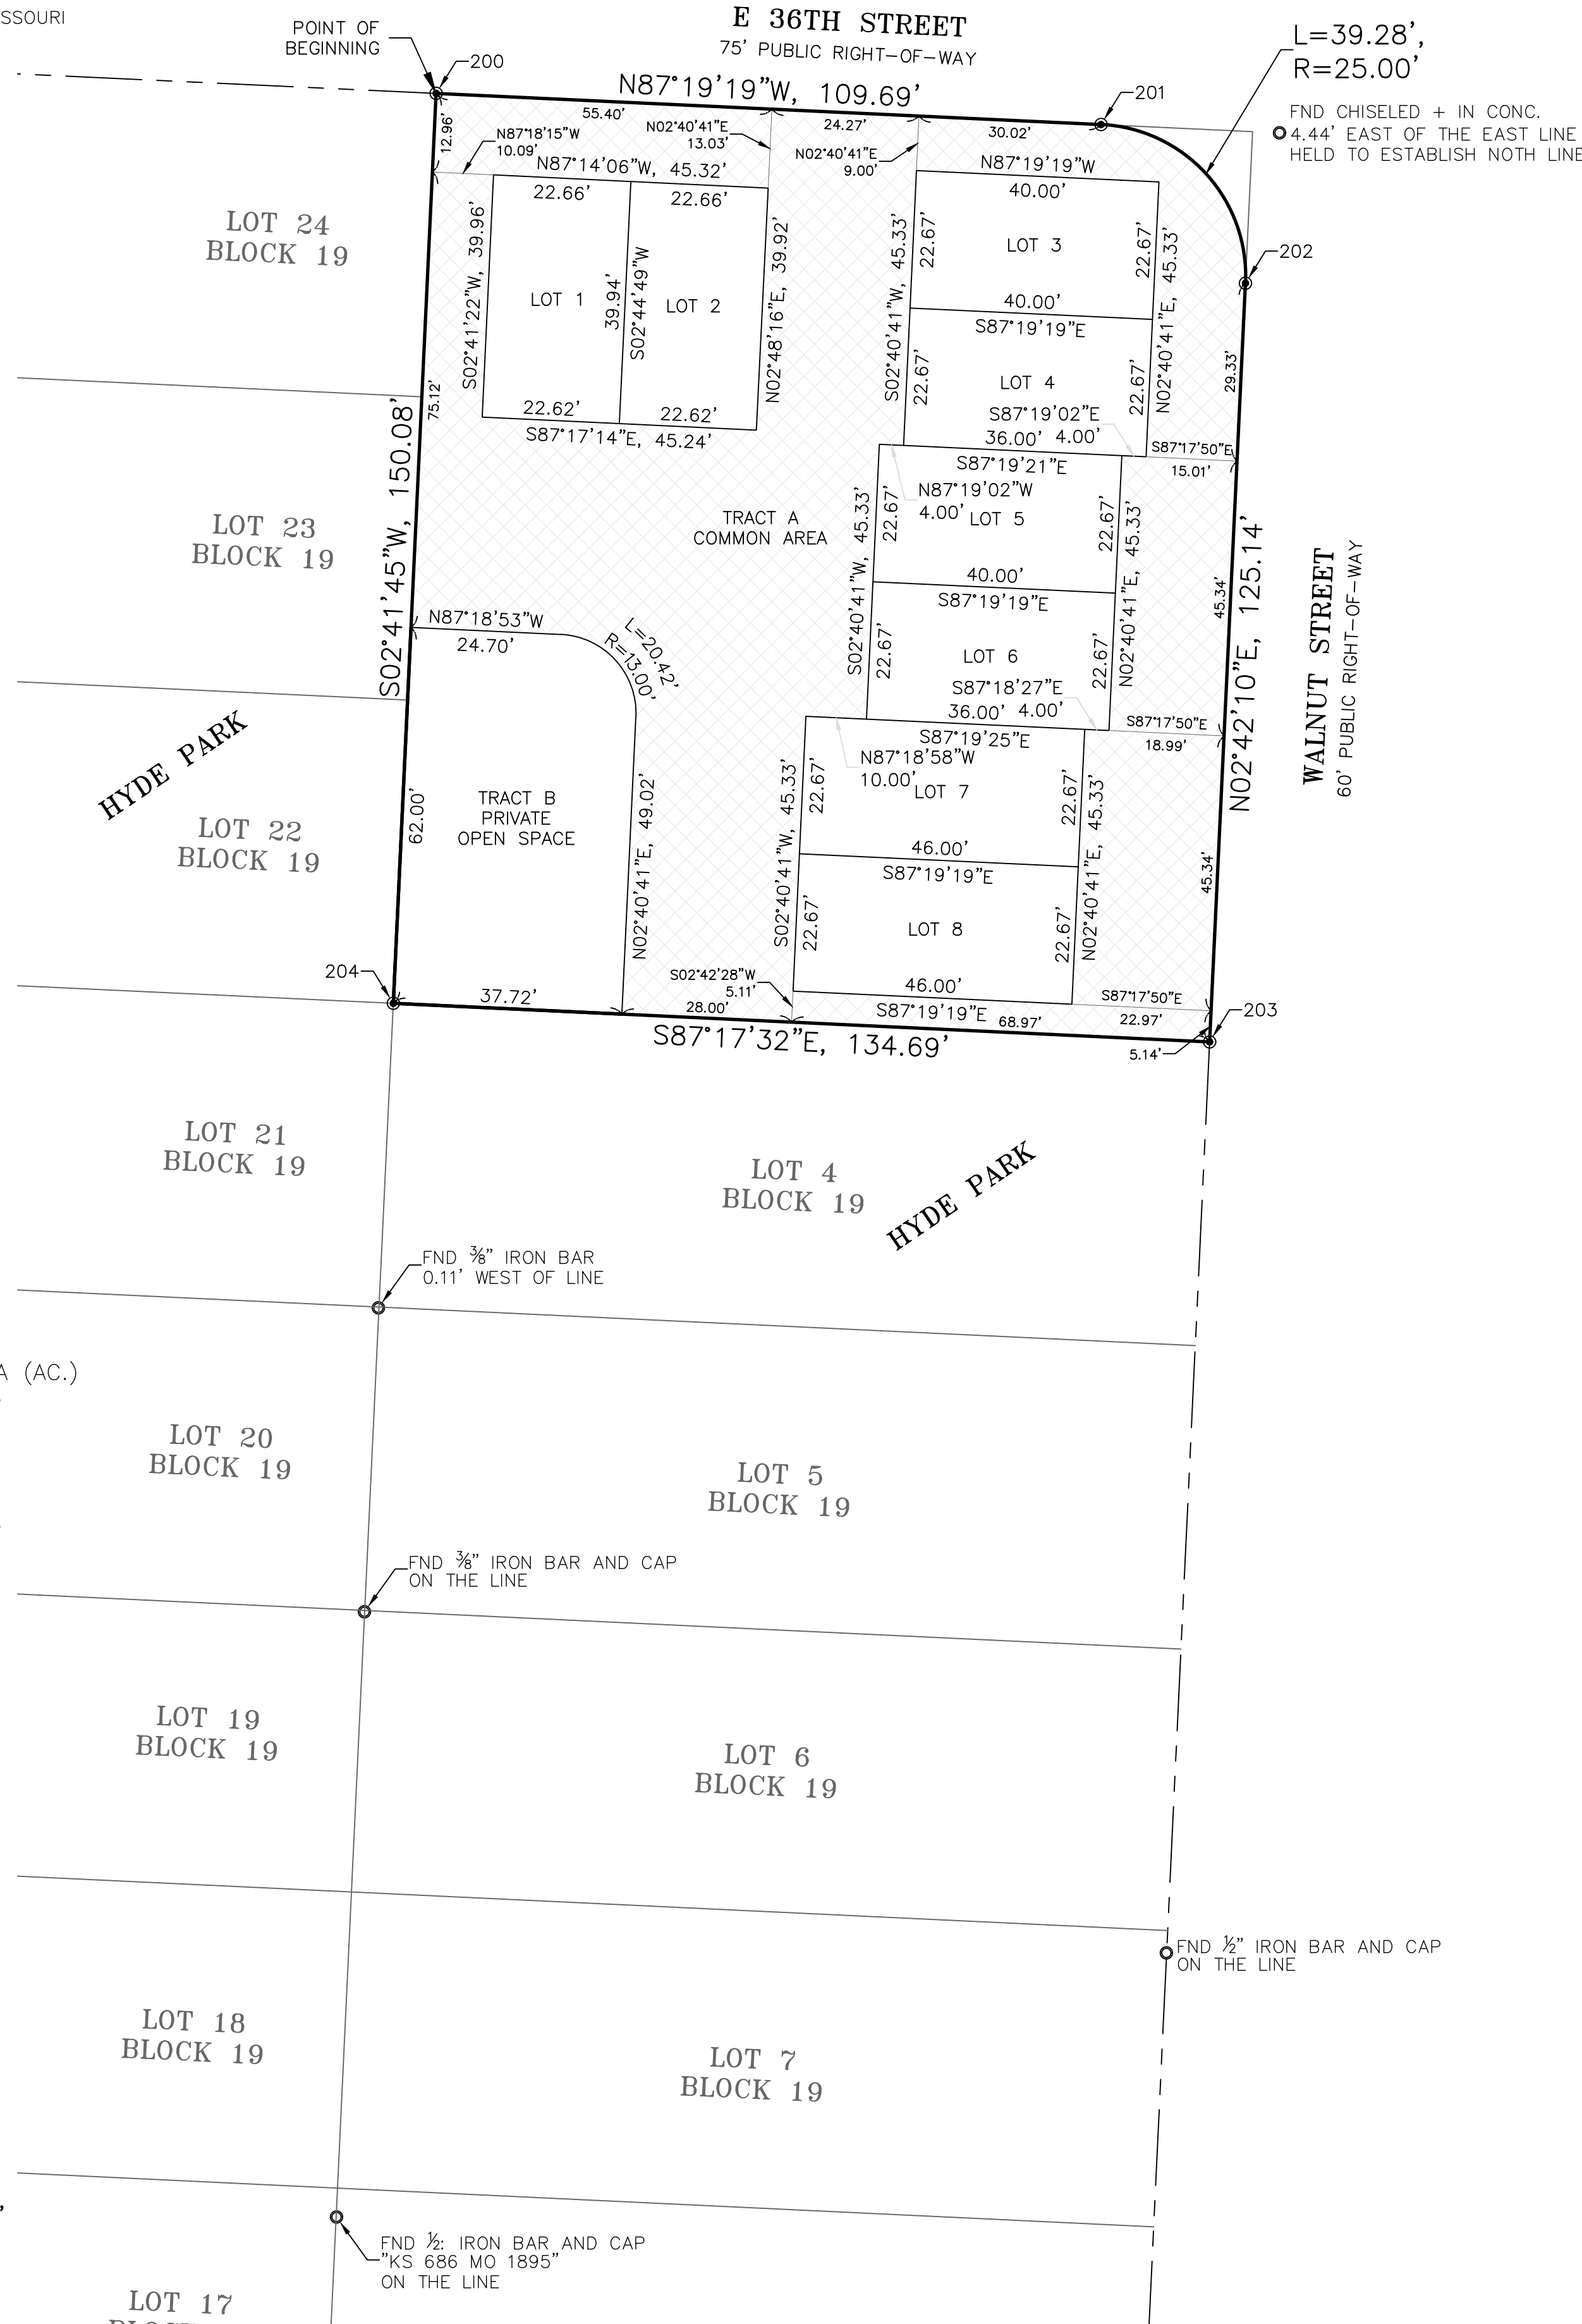 SSOURI
POINT OF
BEGINNING
200
E 36TH STREET
75' PUBLIC RIGHT-OF-WAY
N87°19'19"W, 109.69'
L=39.28',
R=25.00'
201
FND CHISELED + IN CONC.
4.44' EAST OF THE EAST LINE
HELD TO ESTABLISH NOTH LINE
202
12.96'
55.40'
24.27'
30.02'
N87°18'15"W
10.09'
N02°40'41"E
13.03'
N02°40'41"E
9.00'
N87°14'06"W, 45.32'
22.66'
22.66'
S02°41'22"W, 39.96'
LOT 1
39.94'
S02°44'49"W
LOT 2
N02°48'16"E, 39.92'
22.62'
22.62'
S87°17'14"E, 45.24'
N87°19'19"W
40.00'
S02°40'41"W, 45.33'
22.67'
LOT 3
22.67'
N02°40'41"E, 45.33'
40.00'
S87°19'19"E
22.67'
LOT 4
22.67'
S87°19'02"E
36.00' 4.00'
S87°19'21"E
29.33'
S87°17'50"E
15.01'
N87°19'02"W
4.00'
LOT 5
S02°40'41"W, 45.33'
22.67'
22.67'
N02°40'41"E, 45.33'
40.00'
S87°19'19"E
22.67'
LOT 6
22.67'
S87°18'27"E
36.00' 4.00'
S87°19'25"E
45.34'
S87°17'50"E
18.99'
N87°18'58"W
10.00'
LOT 7
S02°40'41"W, 45.33'
22.67'
22.67'
N02°40'41"E, 45.33'
46.00'
S87°19'19"E
22.67'
LOT 8
22.67'
46.00'
S87°19'19"E
45.34'
S87°17'50"E
22.97'
S02°42'28"W
5.11'
28.00'
68.97'
5.14'
203
N02°42'10"E, 125.14'
WALNUT STREET
60' PUBLIC RIGHT-OF-WAY
TRACT A
COMMON AREA
75.12'
S02°41'45"W, 150.08'
N87°18'53"W
24.70'
L=20.42'
R=13.00'
62.00'
TRACT B
PRIVATE
OPEN SPACE
N02°40'41"E, 49.02'
204
37.72'
S87°17'32"E, 134.69'
LOT 24
BLOCK 19
LOT 23
BLOCK 19
HYDE PARK
LOT 22
BLOCK 19
LOT 21
BLOCK 19
LOT 4
BLOCK 19
HYDE PARK
FND ⅜" IRON BAR
0.11' WEST OF LINE
A (AC.)
LOT 20
BLOCK 19
LOT 5
BLOCK 19
FND ⅜" IRON BAR AND CAP
ON THE LINE
LOT 19
BLOCK 19
LOT 6
BLOCK 19
FND ½" IRON BAR AND CAP
ON THE LINE
LOT 18
BLOCK 19
LOT 7
BLOCK 19
FND ½: IRON BAR AND CAP
"KS 686 MO 1895"
ON THE LINE
LOT 17